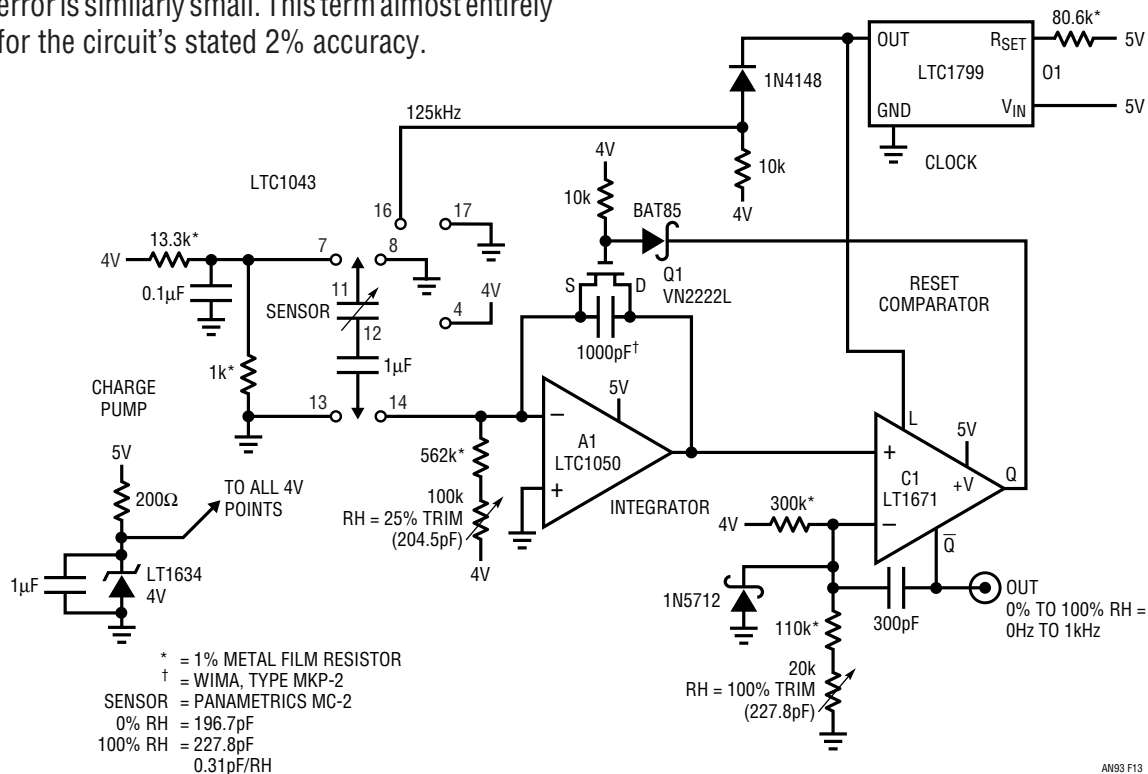 error is similarly small. This term almost entirely
for the circuit's stated 2% accuracy.
80.6k*
OUT
RSET
5V
LTC1799
O1
1N4148
GND
VIN
5V
125kHz
CLOCK
10k
4V
4V
LTC1043
10k
BAT85
16
17
13.3k*
4V
7
8
Q1
VN2222L
0.1µF
11
4V
S
D
RESET
COMPARATOR
SENSOR
4
12
1000pF†
1µF
1k*
CHARGE
PUMP
13
14
5V
L
5V
5V
562k*
–
A1
LTC1050
+
+
C1
LT1671
+V
Q
200Ω
TO ALL 4V
POINTS
100k
RH = 25% TRIM
(204.5pF)
INTEGRATOR
300k*
4V
–
Q
4V
1µF
LT1634
4V
1N5712
OUT
0% TO 100% RH =
0Hz TO 1kHz
300pF
110k*
20k
RH = 100% TRIM
(227.8pF)
* = 1% METAL FILM RESISTOR
† = WIMA, TYPE MKP-2
SENSOR = PANAMETRICS MC-2
0% RH = 196.7pF
100% RH = 227.8pF
0.31pF/RH
AN93 F13